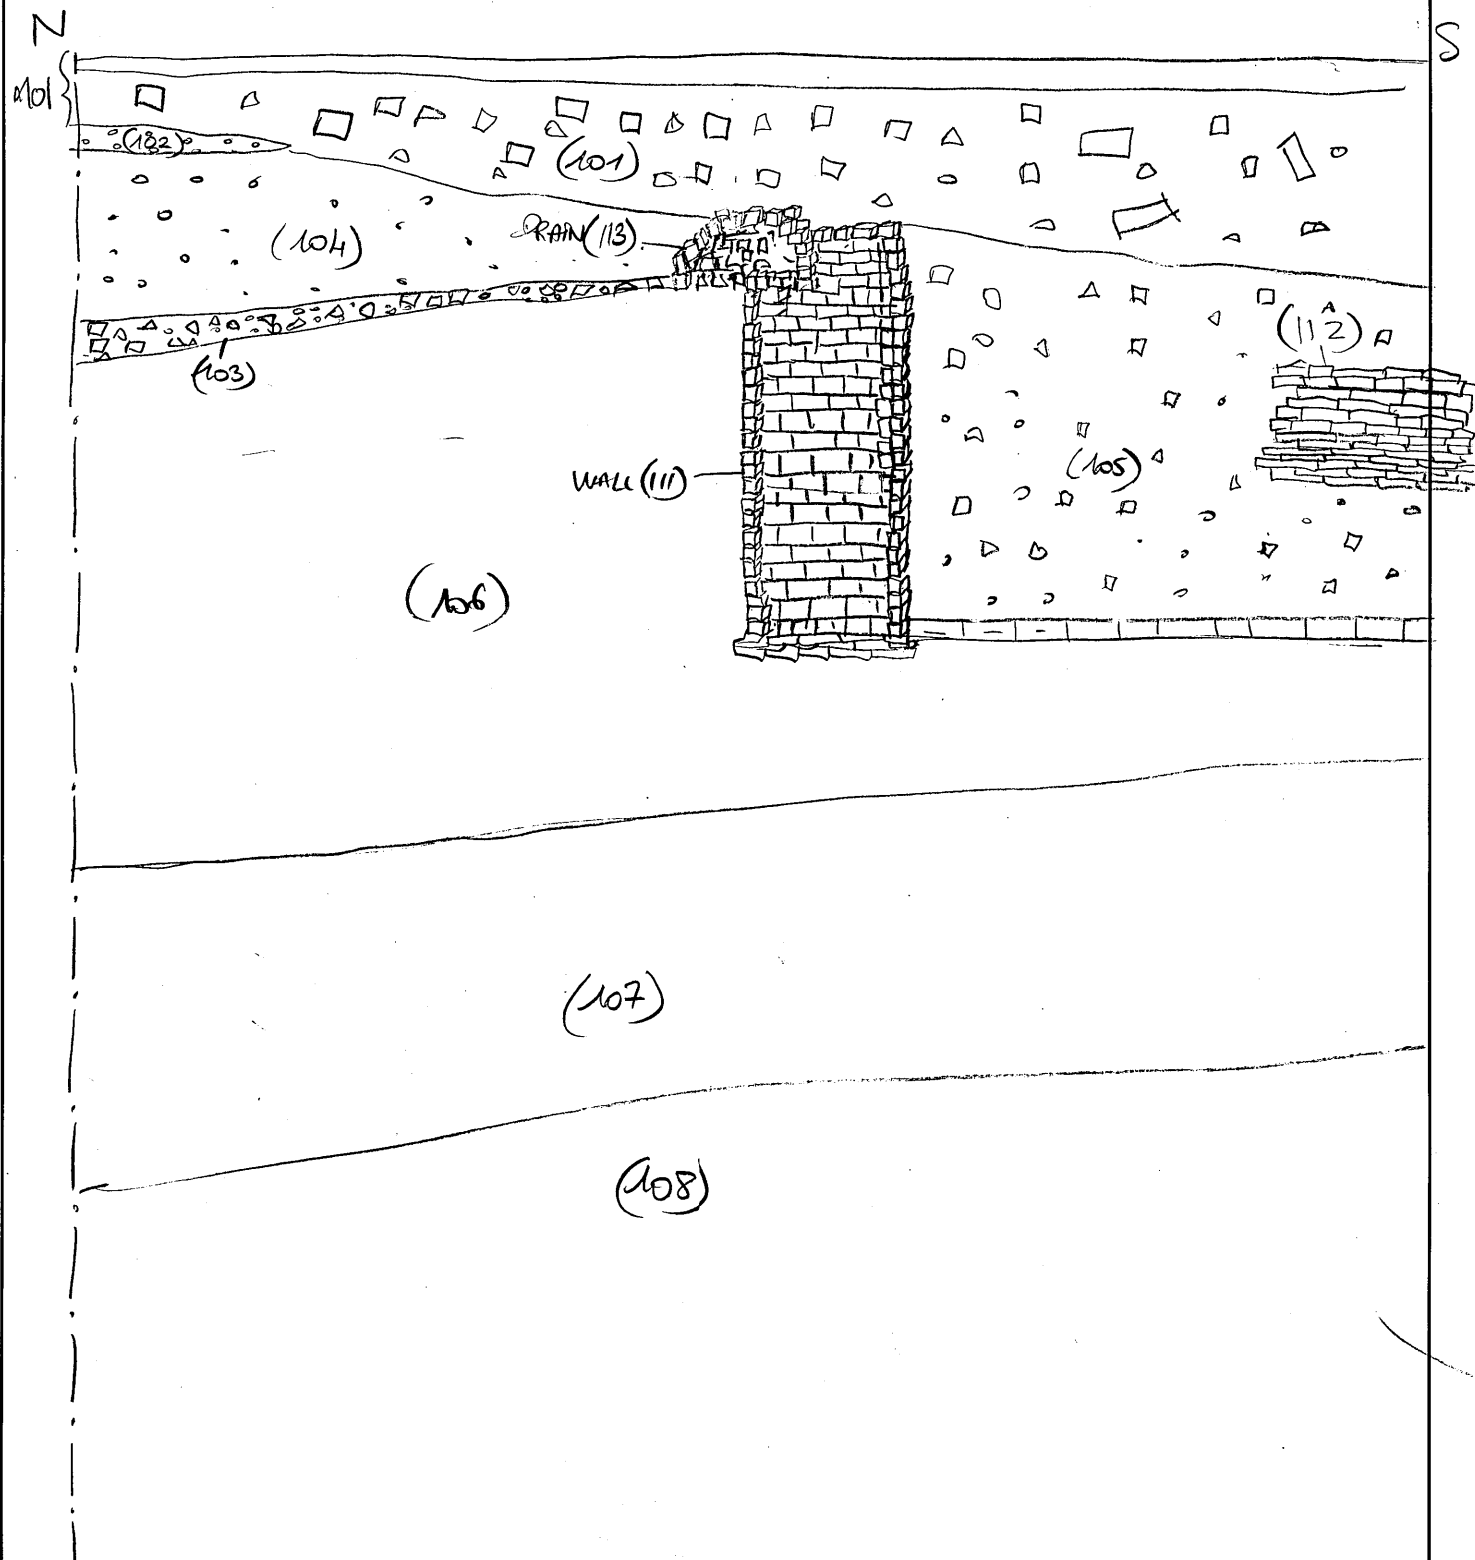 N
S
101
(102)
(101)
(104)
DRAIN (113)
(112)
(103)
(105)
WALL (111)
(106)
(107)
(108)